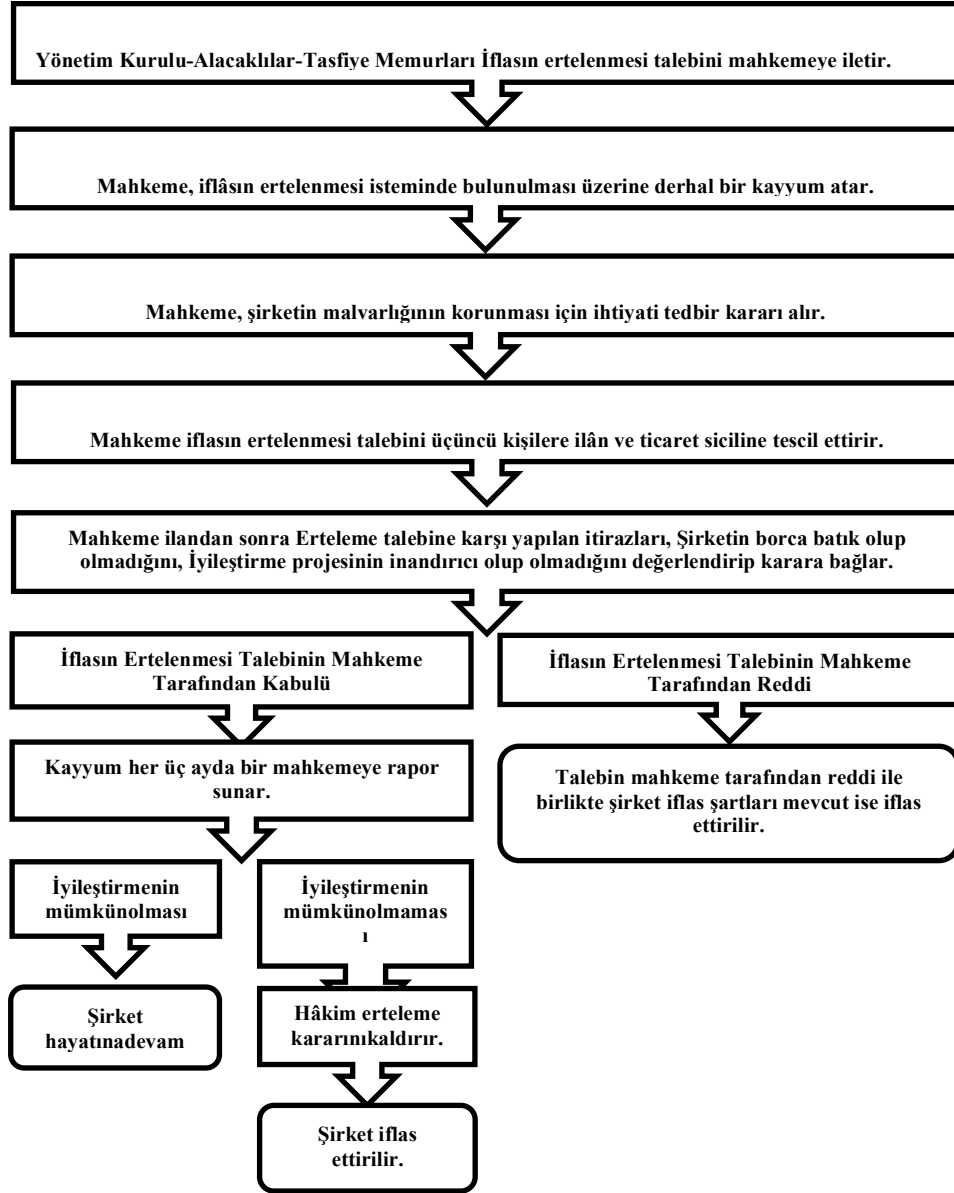 Yönetim Kurulu-Alacaklılar-Tasfiye Memurları İflasın ertelenmesi talebini mahkemeye iletir.
Mahkeme, iflâsın ertelenmesi isteminde bulunulması üzerine derhal bir kayyum atar.
Mahkeme, şirketin malvarlığının korunması için ihtiyati tedbir kararı alır.
Mahkeme iflasın ertelenmesi talebini üçüncü kişilere ilân ve ticaret siciline tescil ettirir.
Mahkeme ilandan sonra Erteleme talebine karşı yapılan itirazları, Şirketin borca batık olup
olmadığını, İyileştirme projesinin inandırıcı olup olmadığını değerlendirip karara bağlar.
İflasın Ertelenmesi Talebinin Mahkeme
Tarafından Kabulü
İflasın Ertelenmesi Talebinin Mahkeme
Tarafından Reddi
Kayyum her üç ayda bir mahkemeye rapor
sunar.
Talebin mahkeme tarafından reddi ile
birlikte şirket iflas şartları mevcut ise iflas
ettirilir.
İyileştirmenin
mümkünolması
İyileştirmenin
mümkünolmamas
ı
Şirket
hayatınadevam
Hâkim erteleme
kararınıkaldırır.
Şirket iflas
ettirilir.